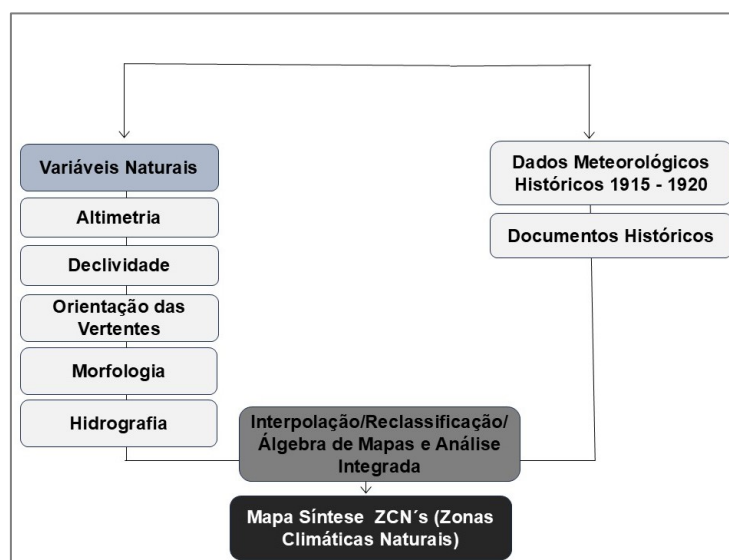 Variáveis Naturais
Altimetria
Declividade
Orientação das
Vertentes
Morfologia
Hidrografia
Dados Meteorológicos
Históricos 1915 - 1920
Documentos Históricos
Interpolação/Reclassificação/
Álgebra de Mapas e Análise
Integrada
Mapa Síntese ZCN´s (Zonas
Climáticas Naturais)